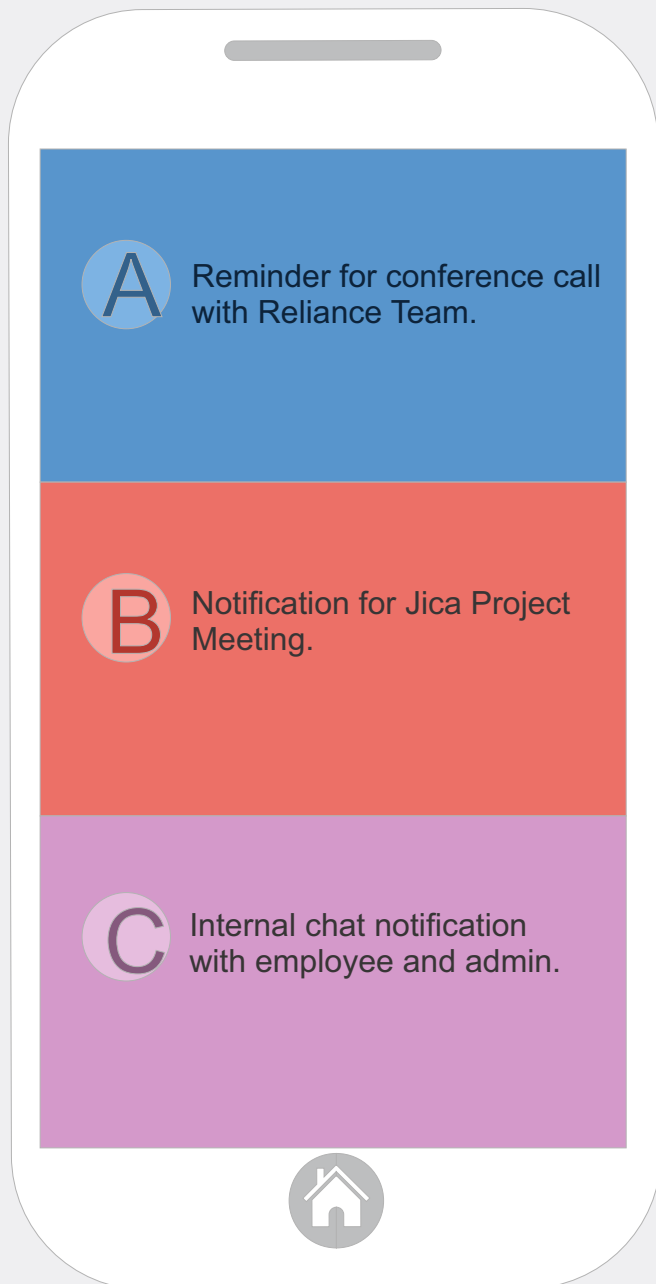 A
Reminder for conference call
with Reliance Team.
B
Notification for Jica Project
Meeting.
C
Internal chat notification
with employee and admin.